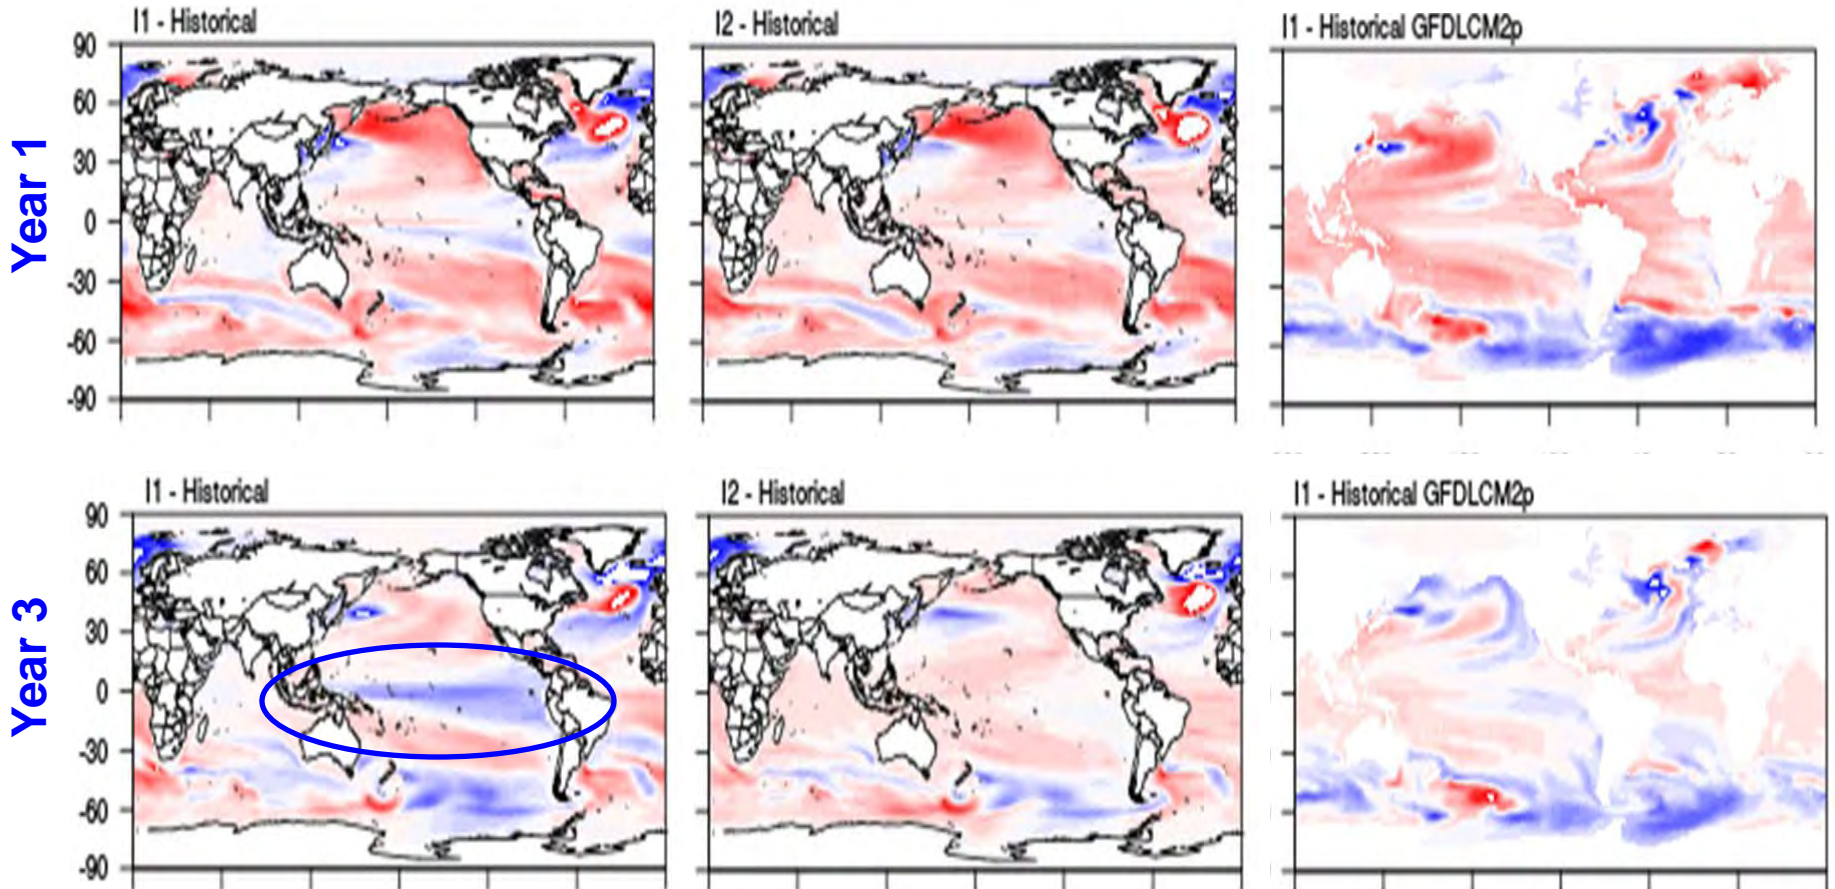 I1 - Historical
I2 - Historical
I1 - Historical GFDLCM2p
Year 1
90
60
30
0
-30
-60
-90
I1 - Historical
I2 - Historical
I1 - Historical GFDLCM2p
Year 3
90
60
30
0
-30
-60
-90